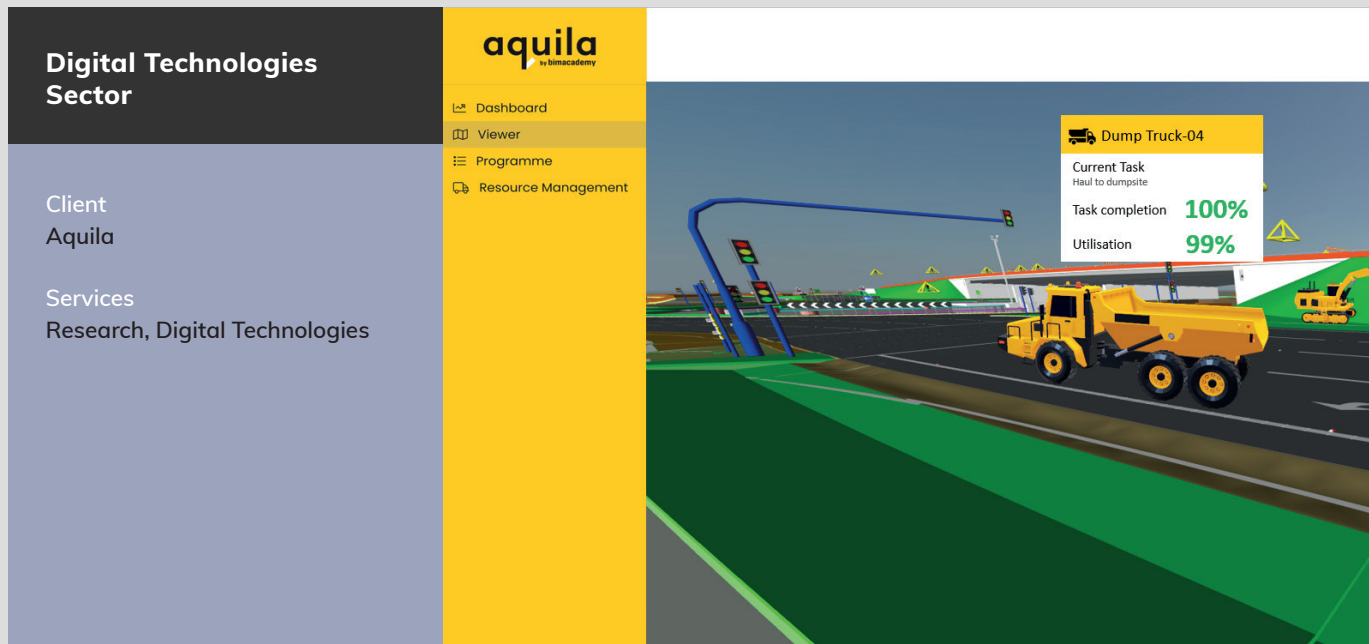 Digital Technologies
Sector
Client
Aquila
Services
Research, Digital Technologies
aquila
by bimacademy
Dashboard
Viewer
Programme
Resource Management
Dump Truck-04
Current Task
Haul to dumpsite
Task completion 100%
Utilisation 99%